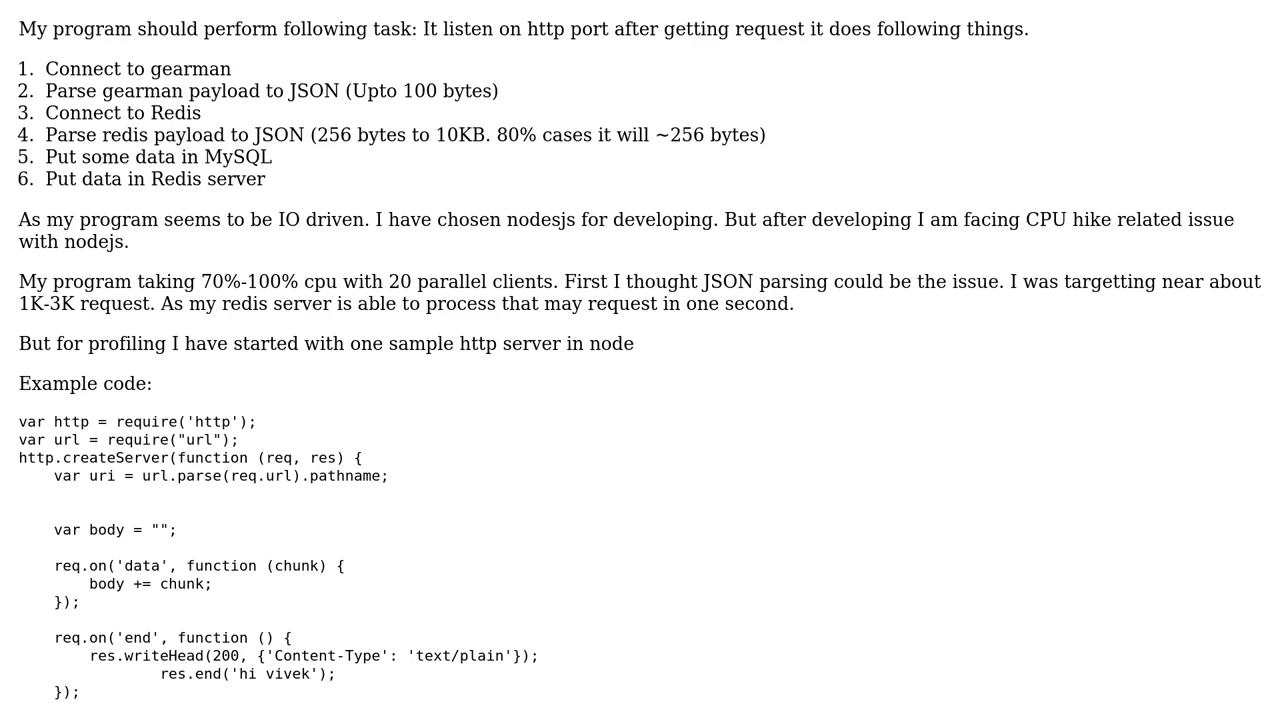 My program should perform following task: It listen on http port after getting request it does following things.
1. Connect to gearman
2. Parse gearman payload to JSON (Upto 100 bytes)
3. Connect to Redis
4. Parse redis payload to JSON (256 bytes to 10KB. 80% cases it will ~256 bytes)
5. Put some data in MySQL
6. Put data in Redis server
As my program seems to be IO driven. I have chosen nodesjs for developing. But after developing I am facing CPU hike related issue
with nodejs.
My program taking 70%-100% cpu with 20 parallel clients. First I thought JSON parsing could be the issue. I was targetting near about
1K-3K request. As my redis server is able to process that may request in one second.
But for profiling I have started with one sample http server in node
Example code:
var http = require('http');
var url = require("url");
http.createServer(function (req, res) {
    var uri = url.parse(req.url).pathname;
    var body = "";
    req.on('data', function (chunk) {
        body += chunk;
    });
    req.on('end', function () {
        res.writeHead(200, {'Content-Type': 'text/plain'});
                res.end('hi vivek');
    });